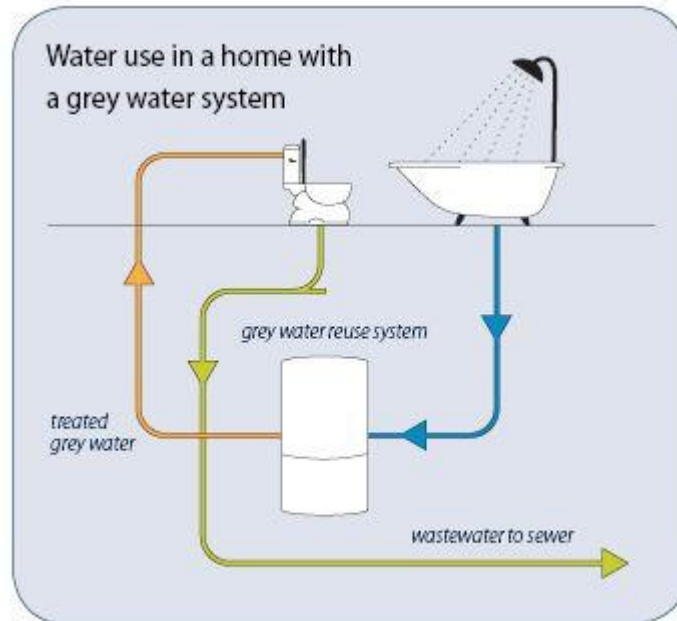 Water use in a home with
a grey water system
grey water reuse system
treated
grey water
wastewater to sewer